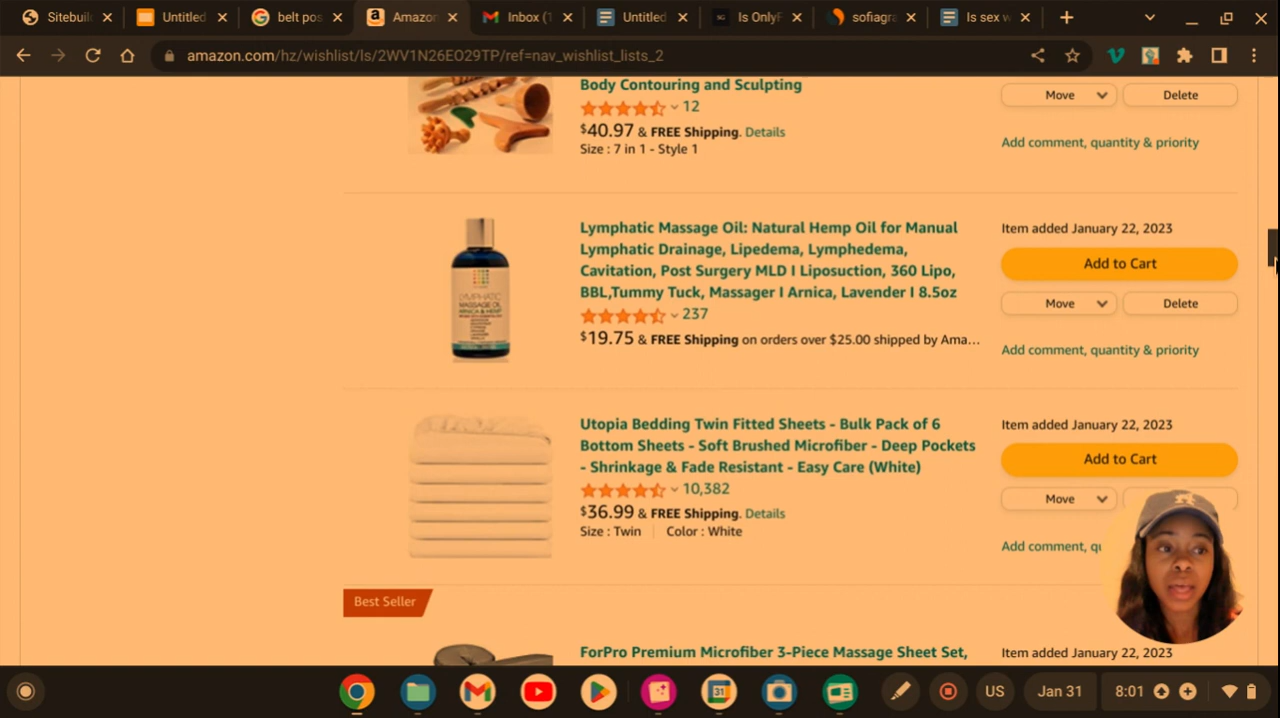 Sitebuil
Untitled
belt pos
Amazon
Inbox (1
Untitled
Is OnlyF
sofiagra
Is sex w
amazon.com/hz/wishlist/ls/2WV1N26EO29TP/ref=nav_wishlist_lists_2
Body Contouring and Sculpting
12
$40.97 & FREE Shipping. Details
Size : 7 in 1 - Style 1
Move
Delete
Add comment, quantity & priority
LYMPHATIC
MASSAGE OIL
ARNICA & HEMP
Lymphatic Massage Oil: Natural Hemp Oil for Manual
Lymphatic Drainage, Lipedema, Lymphedema,
Cavitation, Post Surgery MLD I Liposuction, 360 Lipo,
BBL,Tummy Tuck, Massager I Arnica, Lavender I 8.5oz
237
$19.75 & FREE Shipping on orders over $25.00 shipped by Ama...
Item added January 22, 2023
Add to Cart
Move
Delete
Add comment, quantity & priority
Utopia Bedding Twin Fitted Sheets - Bulk Pack of 6
Bottom Sheets - Soft Brushed Microfiber - Deep Pockets
- Shrinkage & Fade Resistant - Easy Care (White)
10,382
$36.99 & FREE Shipping. Details
Size : Twin | Color : White
Item added January 22, 2023
Add to Cart
Move
Add comment, qu
Best Seller
ForPro Premium Microfiber 3-Piece Massage Sheet Set,
Item added January 22, 2023
US
Jan 31
8:01